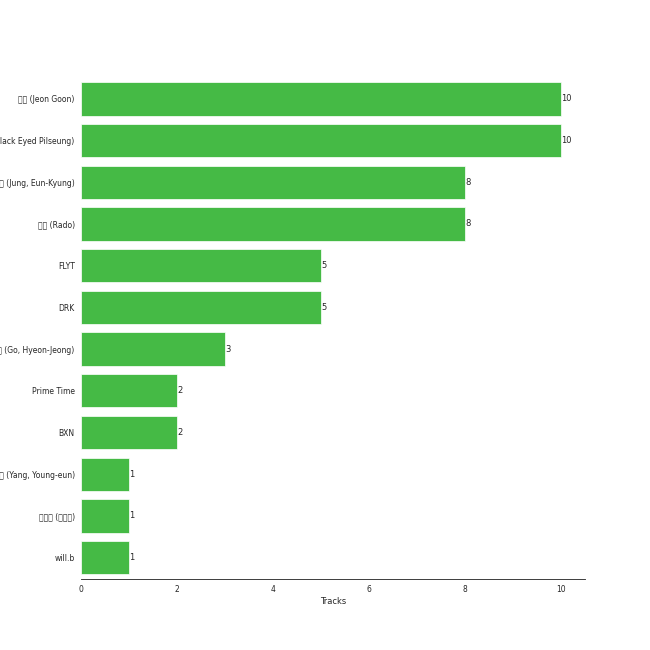 (Jeon Goon)
10
lack Eyed Pilseung)
10
(Jung, Eun-Kyung)
8
(Rado)
8
FLYT
5
DRK
5
(Go, Hyeon-Jeong)
3
Prime Time
2
BXN
2
(Yang, Young-eun)
1
1
will.b
1
0 2 4 6 8 10
Tracks